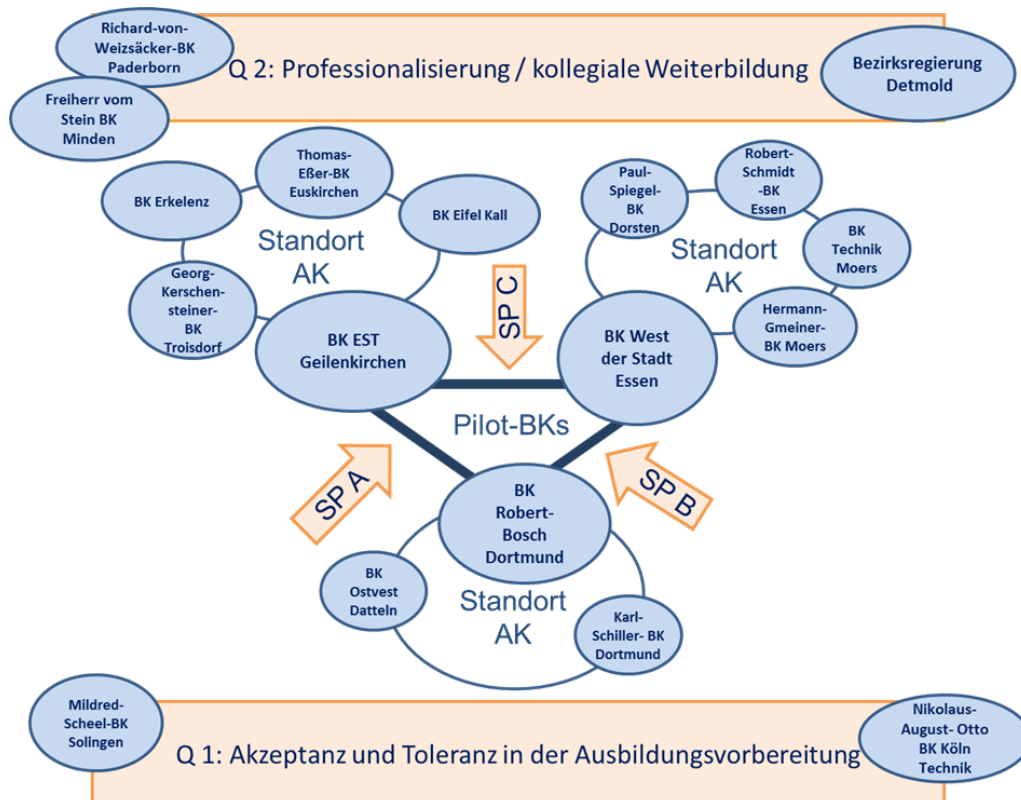 Richard-von-
Weizsäcker-BK
Paderborn
Q 2: Professionalisierung / kollegiale Weiterbildung
Bezirksregierung
Detmold
Freiherr vom
Stein BK
Minden
Thomas-
Eßer-BK
Euskirchen
BK Erkelenz
BK Eifel Kall
Standort
AK
Georg-
Kerschen-
steiner-
BK
Troisdorf
BK EST
Geilenkirchen
Paul-
Spiegel-
BK
Dorsten
Robert-
Schmidt
-BK
Essen
BK
Technik
Moers
Standort
AK
Hermann-
Gmeiner-
BK Moers
BK West
der Stadt
Essen
SP C
Pilot-BKs
SP A
SP B
BK
Robert-
Bosch
Dortmund
BK
Ostvest
Datteln
Standort
AK
Karl-
Schiller- BK
Dortmund
Mildred-
Scheel-BK
Solingen
Q 1: Akzeptanz und Toleranz in der Ausbildungsvorbereitung
Nikolaus-
August- Otto
BK Köln
Technik